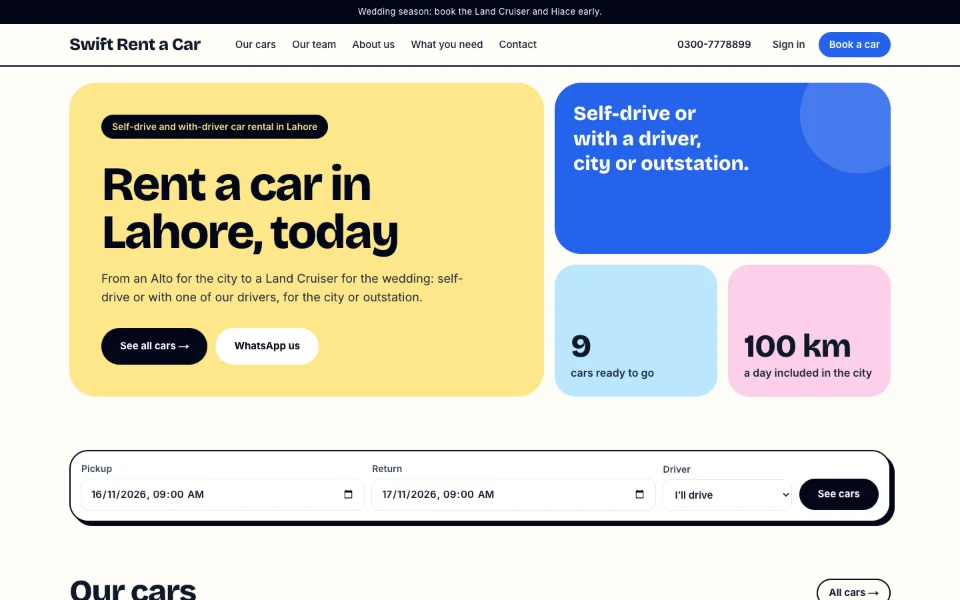 Wedding season: book the Land Cruiser and Hiace early.
Swift Rent a Car
Our cars
Our team
About us
What you need
Contact
0300-7778899
Sign in
Book a car
Self-drive and with-driver car rental in Lahore
Rent a car in
Lahore, today
From an Alto for the city to a Land Cruiser for the wedding: self-
drive or with one of our drivers, for the city or outstation.
See all cars →
WhatsApp us
Self-drive or
with a driver,
city or outstation.
9
cars ready to go
100 km
a day included in the city
Pickup
16/11/2026, 09:00 AM
Return
17/11/2026, 09:00 AM
Driver
I'll drive
See cars
Our cars
All cars →